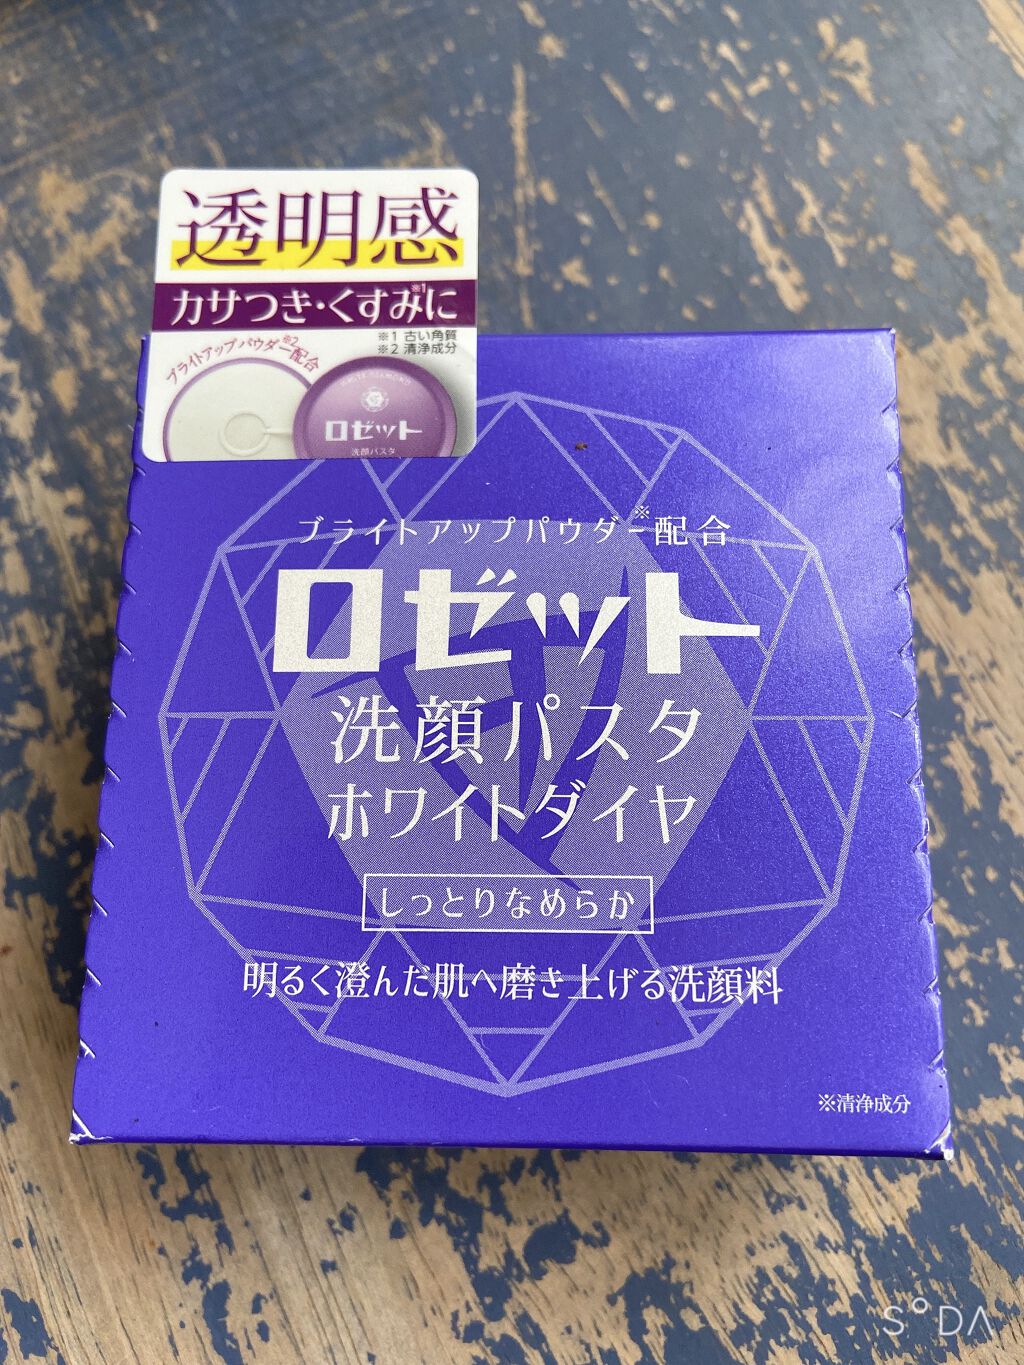 透明感
カサつき・くすみ※1に
ブライトアップパウダー※2配合
※1 古い角質
※2 清浄成分
WHITE DIAMOND
ロゼット
洗顔パスタ
ブライトアップパウダー※配合
ロゼット
洗顔パスタ
ホワイトダイヤ
しっとりなめらか
明るく澄んだ肌へ磨き上げる洗顔料
※清浄成分
SODA